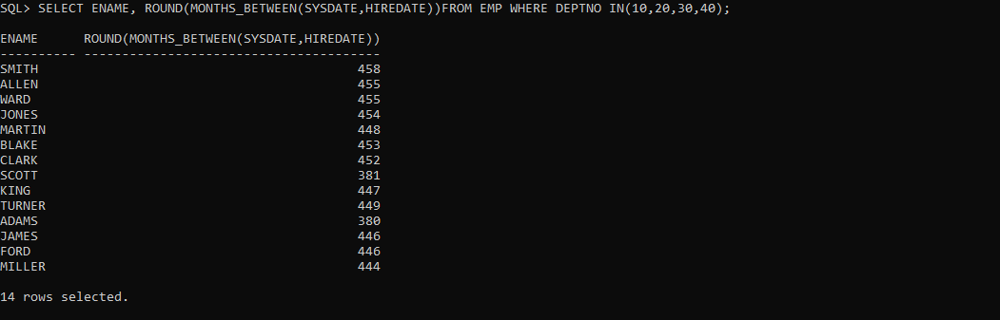 SQL> SELECT ENAME, ROUND(MONTHS_BETWEEN(SYSDATE,HIREDATE))FROM EMP WHERE DEPTNO IN(10,20,30,40);
ENAME      ROUND(MONTHS_BETWEEN(SYSDATE,HIREDATE))
---------- ---------------------------------------
SMITH                                          458
ALLEN                                          455
WARD                                           455
JONES                                          454
MARTIN                                         448
BLAKE                                          453
CLARK                                          452
SCOTT                                          381
KING                                           447
TURNER                                         449
ADAMS                                          380
JAMES                                          446
FORD                                           446
MILLER                                         444
14 rows selected.